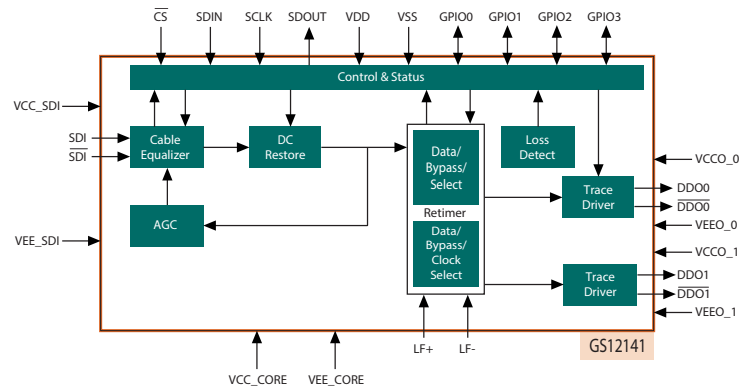 CS SDIN SCLK SDOUT VDD VSS GPIO0 GPIO1 GPIO2 GPIO3
Control & Status
VCC_SDI
SDI
SDI
Cable
Equalizer
DC
Restore
Data/
Bypass/
Select
Loss
Detect
VCCO_0
Trace
Driver
DDO0
DDO0
AGC
Retimer
VEEO_0
VEE_SDI
Data/
Bypass/
Clock
Select
VCCO_1
Trace
Driver
DDO1
DDO1
VEEO_1
LF+ LF-
GS12141
VCC_CORE VEE_CORE